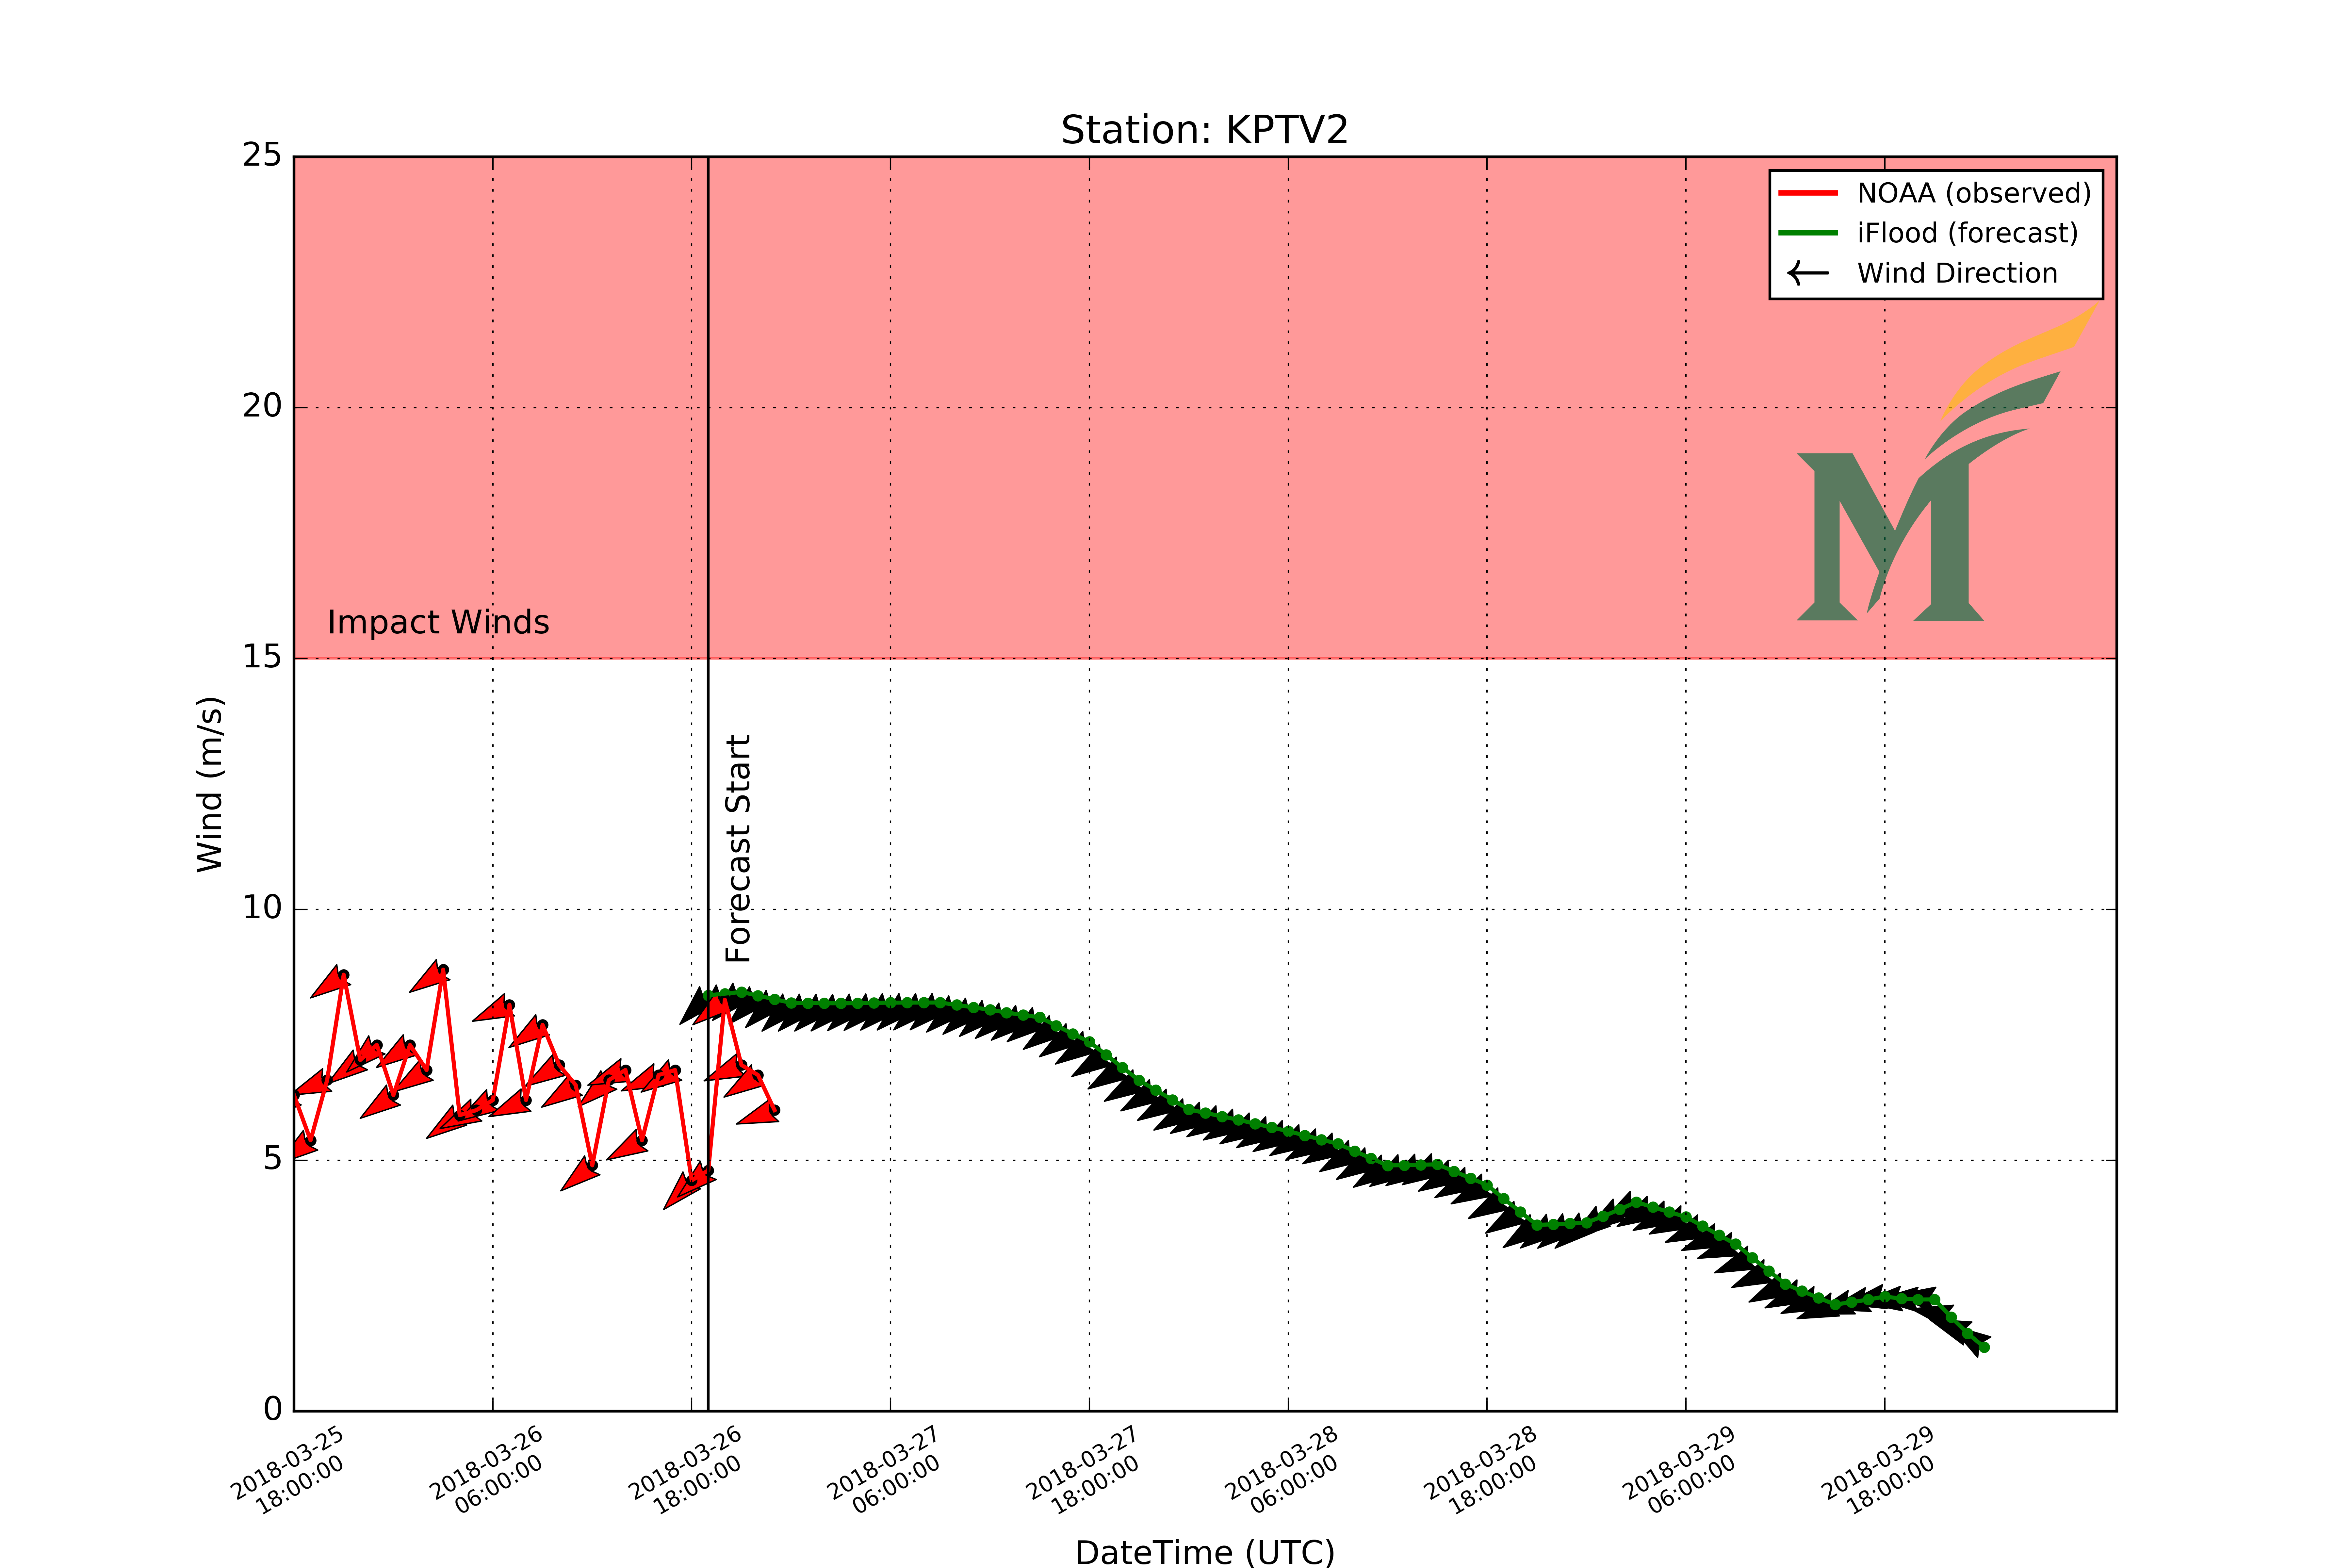 Station: KPTV2
25
20
15
10
5
0
Wind (m/s)
NOAA (observed)
iFlood (forecast)
Wind Direction
M
Impact Winds
Forecast Start
2018-03-25
18:00:00
2018-03-26
06:00:00
2018-03-26
18:00:00
2018-03-27
06:00:00
2018-03-27
18:00:00
2018-03-28
06:00:00
2018-03-28
18:00:00
2018-03-29
06:00:00
2018-03-29
18:00:00
DateTime (UTC)